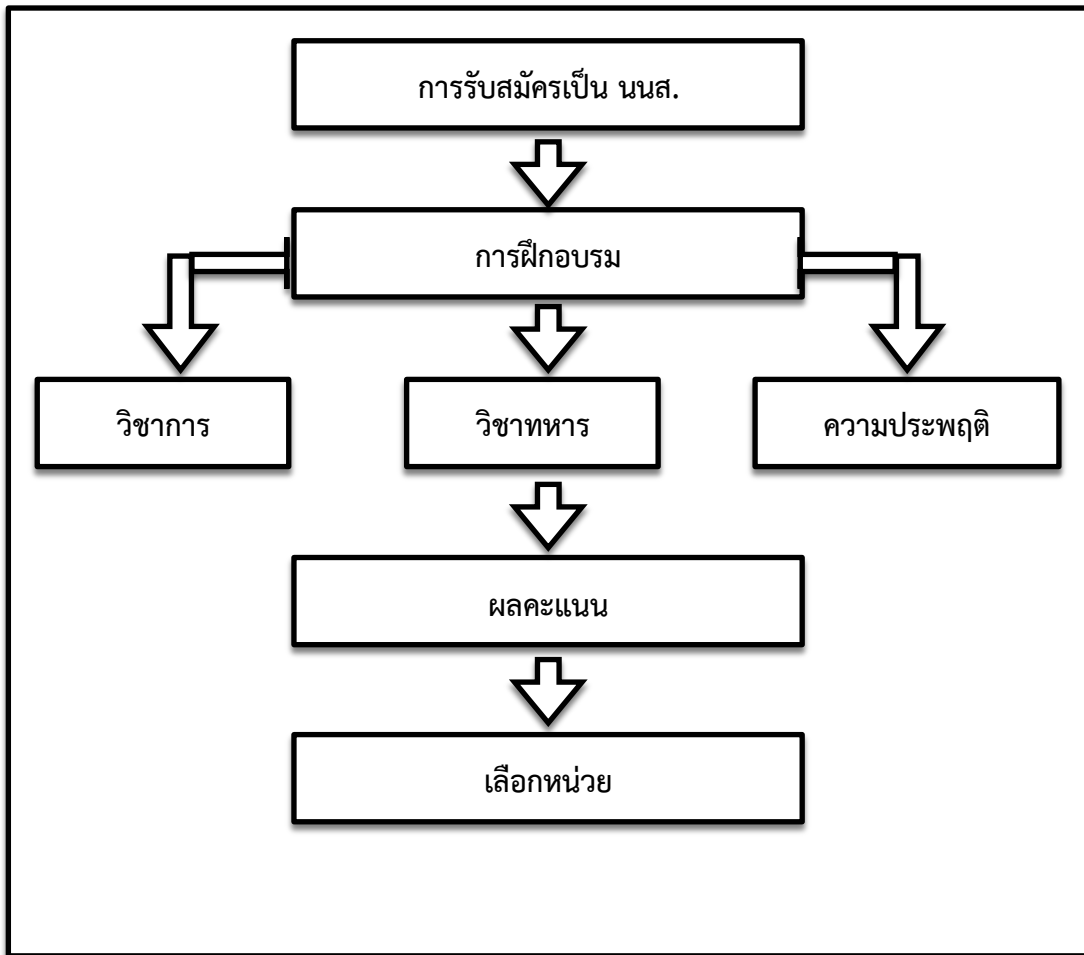 การรับสมัครเป็น นนส.
การฝึกอบรม
วิชาการ
วิชาทหาร
ความประพฤติ
ผลคะแนน
เลือกหน่วย